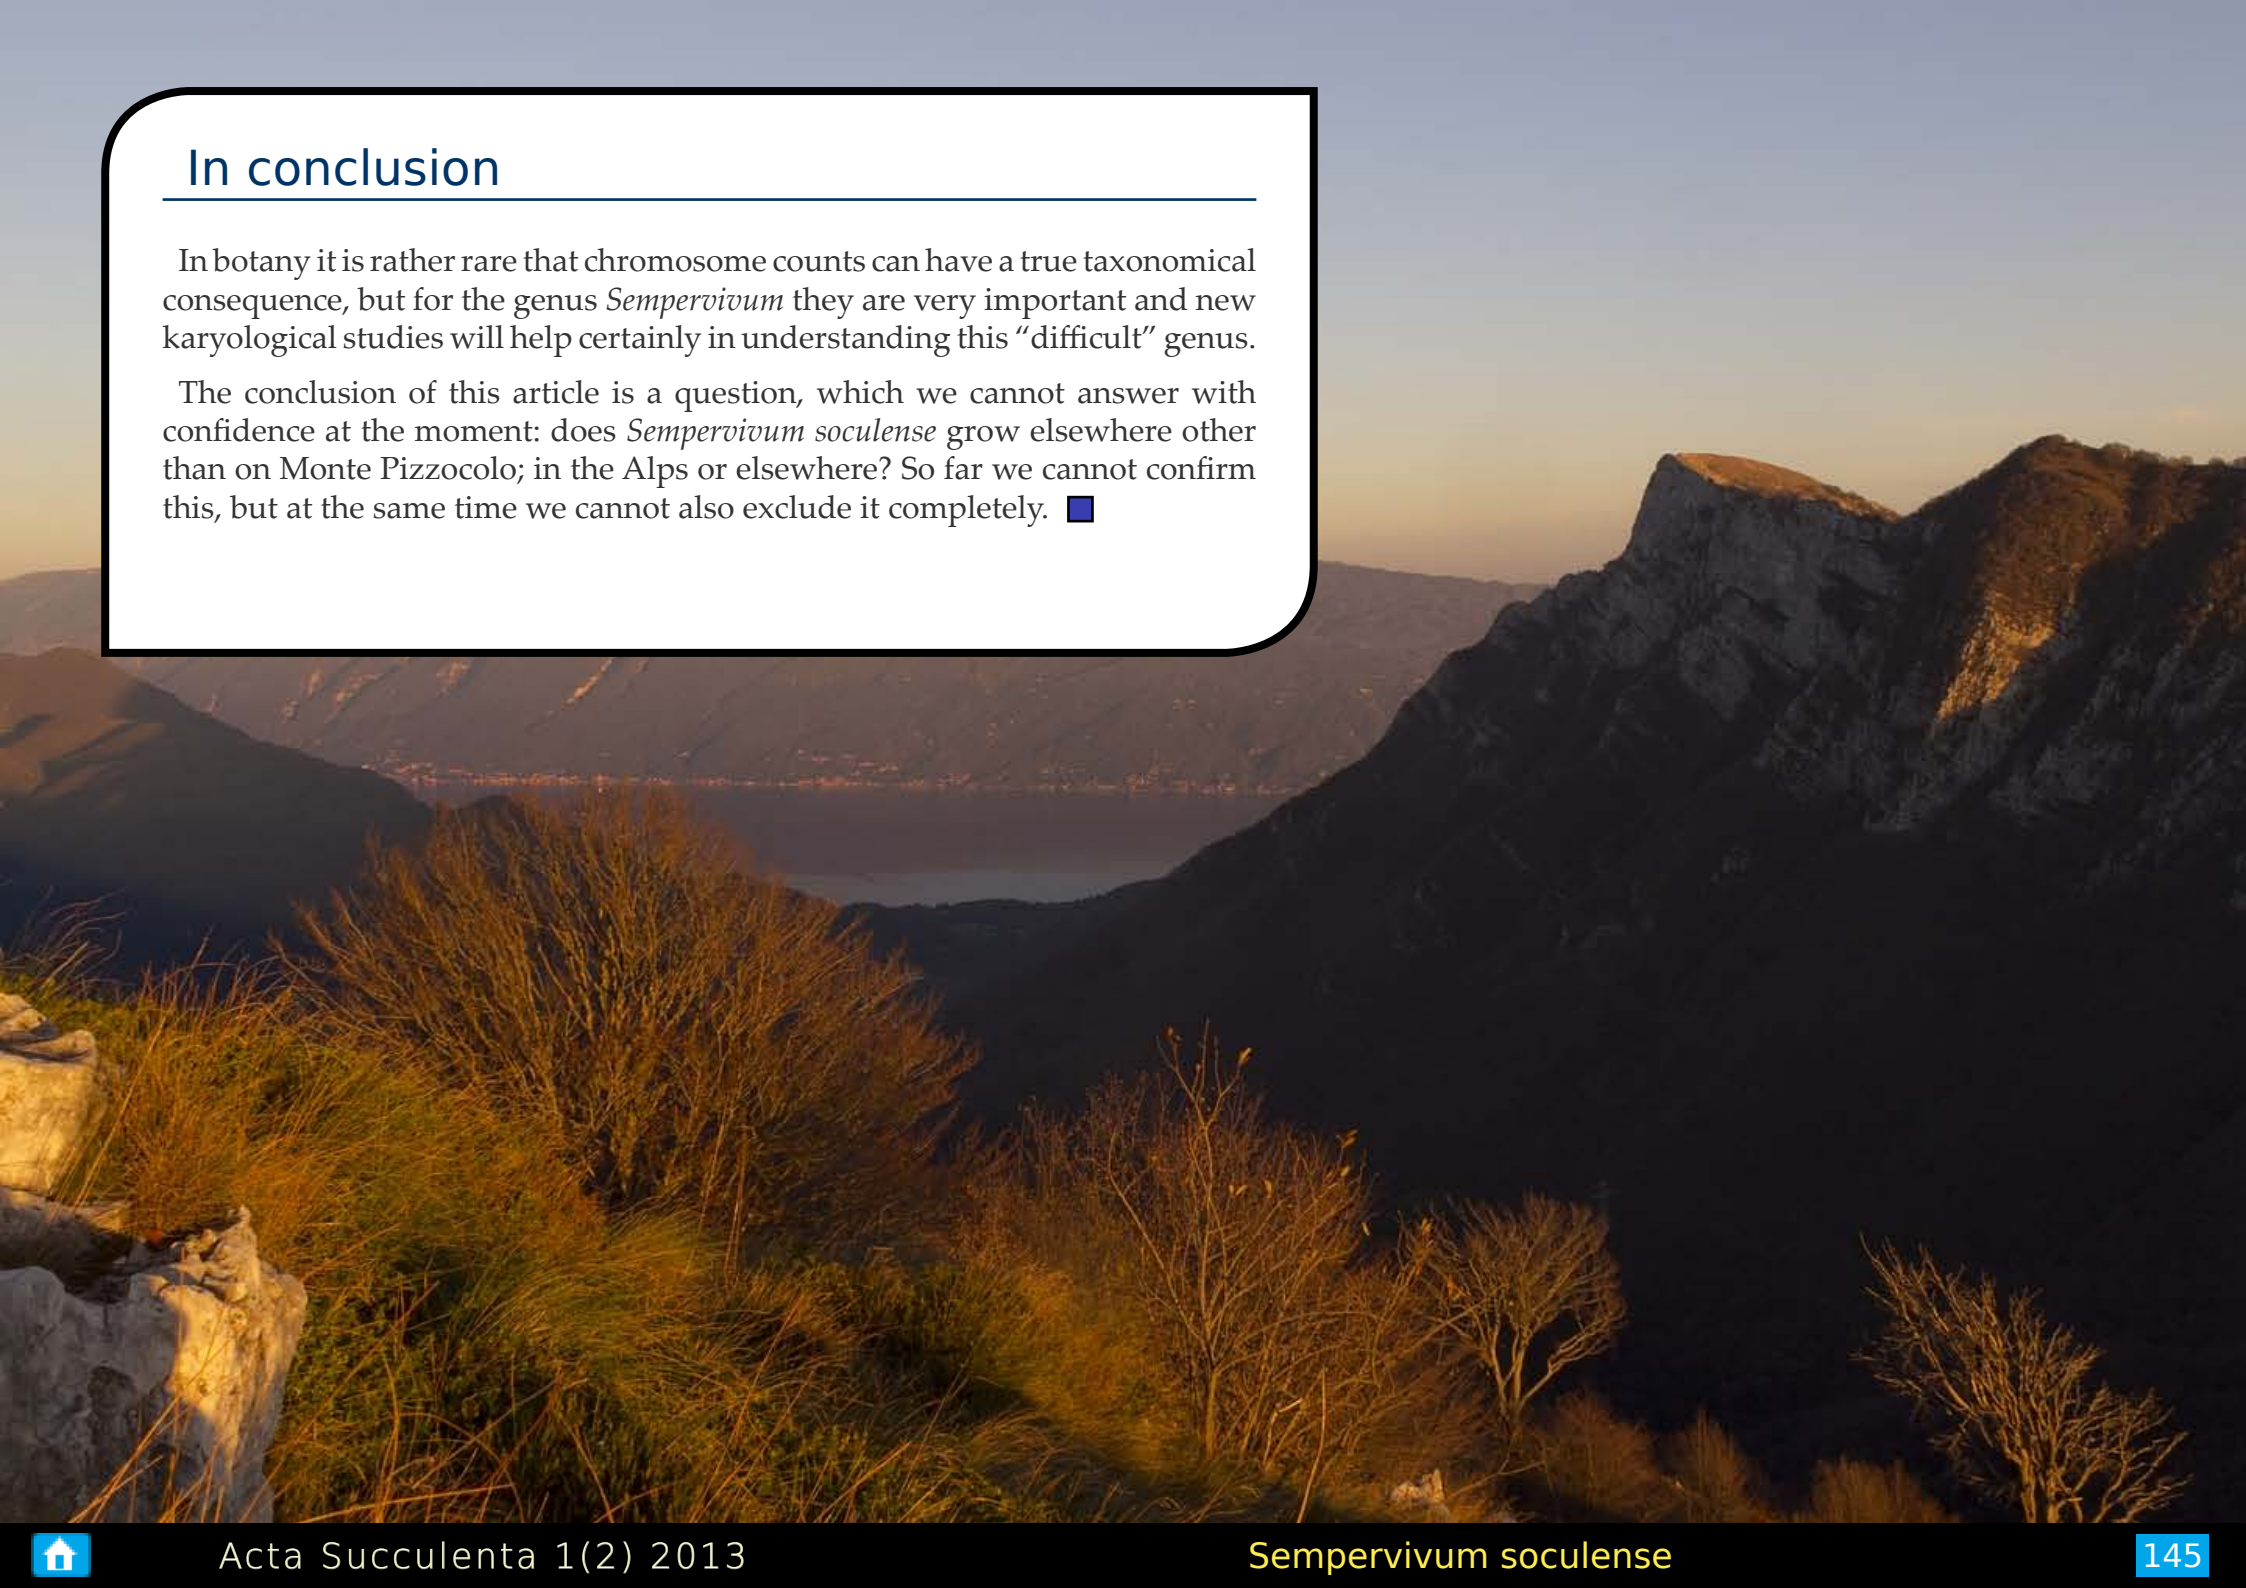 In conclusion
In botany it is rather rare that chromosome counts can have a true taxonomical
consequence, but for the genus Sempervivum they are very important and new
karyological studies will help certainly in understanding this “difficult” genus.
The conclusion of this article is a question, which we cannot answer with
confidence at the moment: does Sempervivum soculense grow elsewhere other
than on Monte Pizzocolo; in the Alps or elsewhere? So far we cannot confirm
this, but at the same time we cannot also exclude it completely.
Acta Succulenta 1(2) 2013
Sempervivum soculense
145